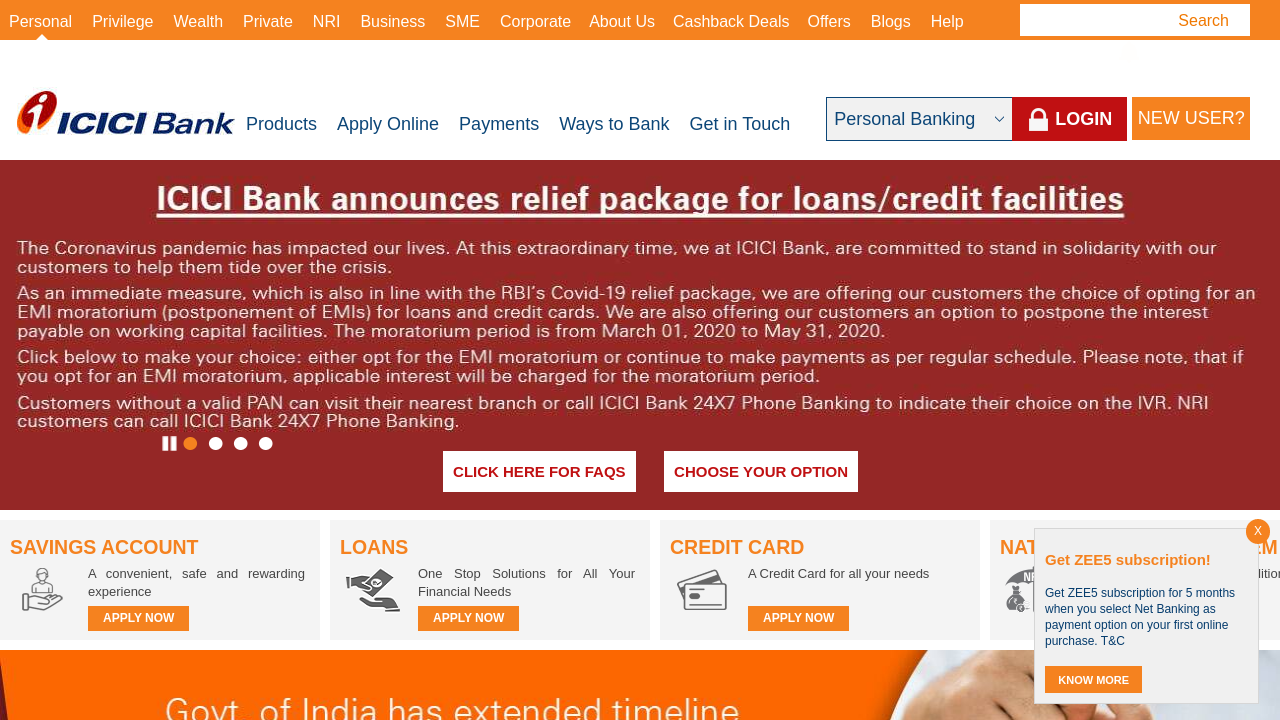 Personal Privilege Wealth Private NRI Business SME Corporate About Us Cashback Deals Offers Blogs Help Search
ICICI Bank Products Apply Online Payments Ways to Bank Get in Touch Personal Banking LOGIN NEW USER?
ICICI Bank announces relief package for loans/credit facilities
The Coronavirus pandemic has impacted our lives. At this extraordinary time, we at ICICI Bank, are committed to stand in solidarity with our
customers to help them tide over the crisis.
As an immediate measure, which is also in line with the RBI's Covid-19 relief package, we are offering our customers the choice of opting for an
EMI moratorium (postponement of EMIs) for loans and credit cards. We are also offering our customers an option to postpone the interest
payable on working capital facilities. The moratorium period is from March 01, 2020 to May 31, 2020.
Click below to make your choice: either opt for the EMI moratorium or continue to make payments as per regular schedule. Please note, that if
you opt for an EMI moratorium, applicable interest will be charged for the moratorium period.
Customers without a valid PAN can visit their nearest branch or call ICICI Bank 24X7 Phone Banking to indicate their choice on the IVR. NRI
customers can call ICICI Bank 24X7 Phone Banking.
CLICK HERE FOR FAQS CHOOSE YOUR OPTION
SAVINGS ACCOUNT
A convenient, safe and rewarding
experience
APPLY NOW
LOANS
One Stop Solutions for All Your
Financial Needs
APPLY NOW
CREDIT CARD
A Credit Card for all your needs
APPLY NOW
X
Get ZEE5 subscription!
Get ZEE5 subscription for 5 months
when you select Net Banking as
payment option on your first online
purchase. T&C
KNOW MORE
Govt. of India has extended timeline